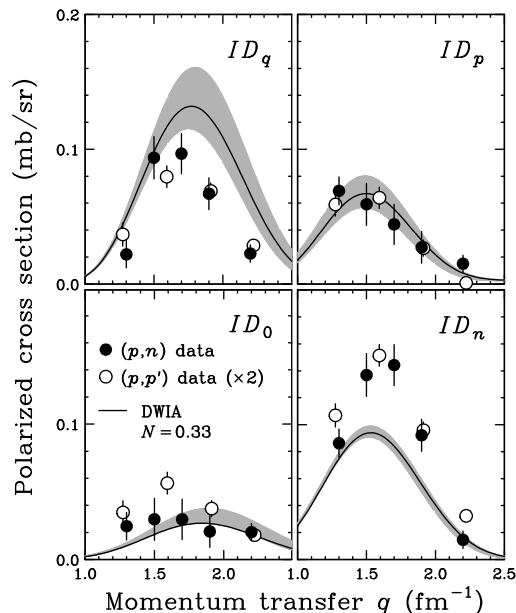 0.2
ID_q
ID_p
0.1
0.0
ID_0
ID_n
(p,n) data
(p,p') data (×2)
DWIA
N=0.33
0.1
0.0
1.0 1.5 2.0 1.0 1.5 2.0 2.5
Momentum transfer q (fm⁻¹)
Polarized cross section (mb/sr)